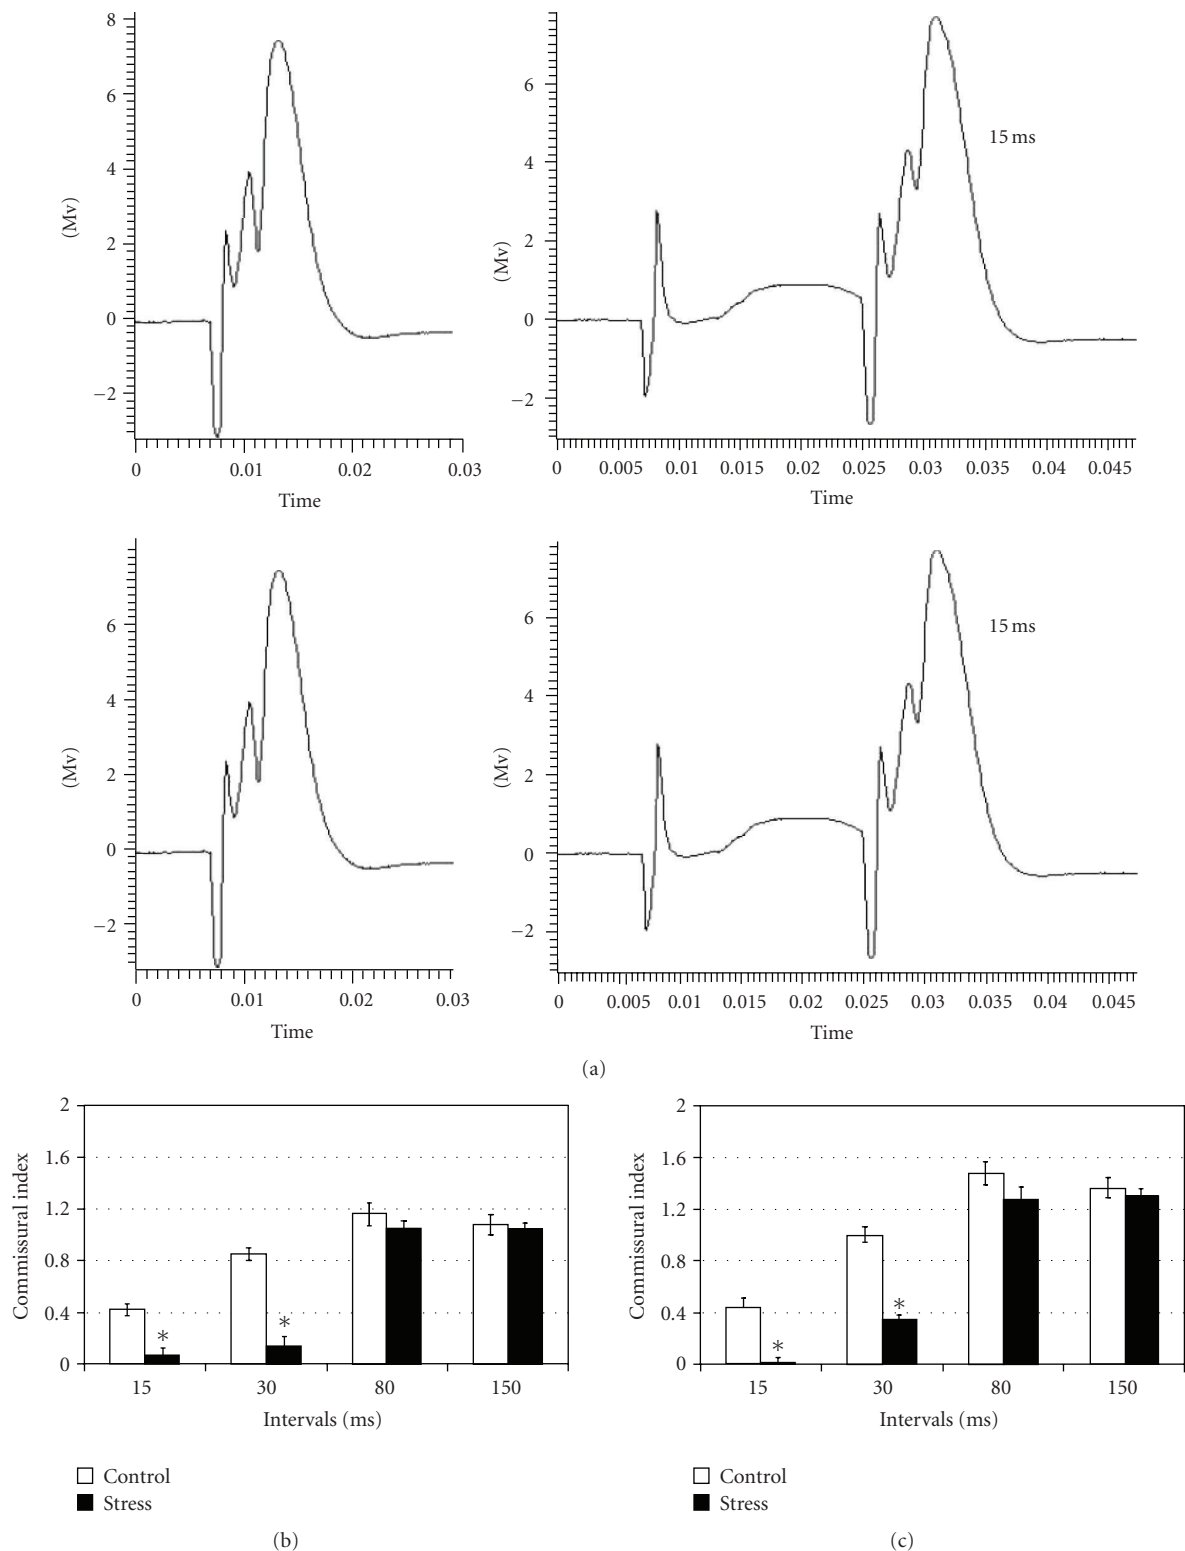 8
6
4
2
0
−2
(Mv)
0 0.01 0.02 0.03
Time
6
4
2
0
−2
(Mv)
15 ms
0 0.005 0.01 0.015 0.02 0.025 0.03 0.035 0.04 0.045
Time
6
4
2
0
−2
(Mv)
0 0.01 0.02 0.03
Time
6
4
2
0
−2
(Mv)
15 ms
0 0.005 0.01 0.015 0.02 0.025 0.03 0.035 0.04 0.045
Time
(a)
2
1.6
1.2
0.8
0.4
0
Commissural index
* *
15 30 80 150
Intervals (ms)
Control
Stress
(b)
2
1.6
1.2
0.8
0.4
0
Commissural index
* *
15 30 80 150
Intervals (ms)
Control
Stress
(c)